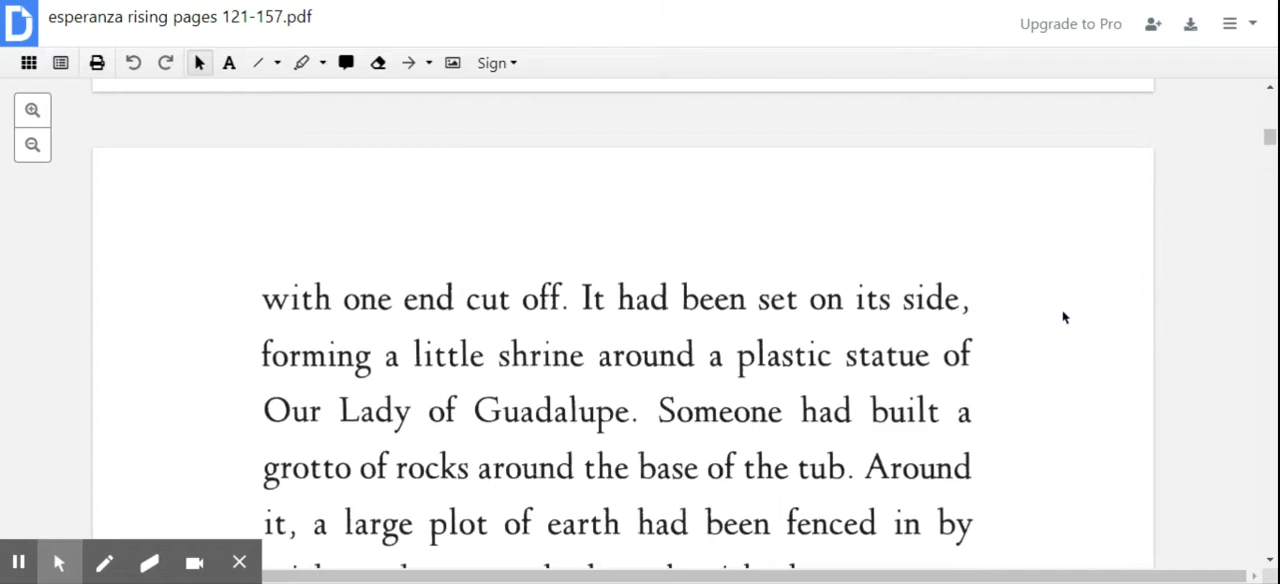 esperanza rising pages 121-157.pdf
Upgrade to Pro
A
Sign
with one end cut off. It had been set on its side,
forming a little shrine around a plastic statue of
Our Lady of Guadalupe. Someone had built a
grotto of rocks around the base of the tub. Around
it, a large plot of earth had been fenced in by